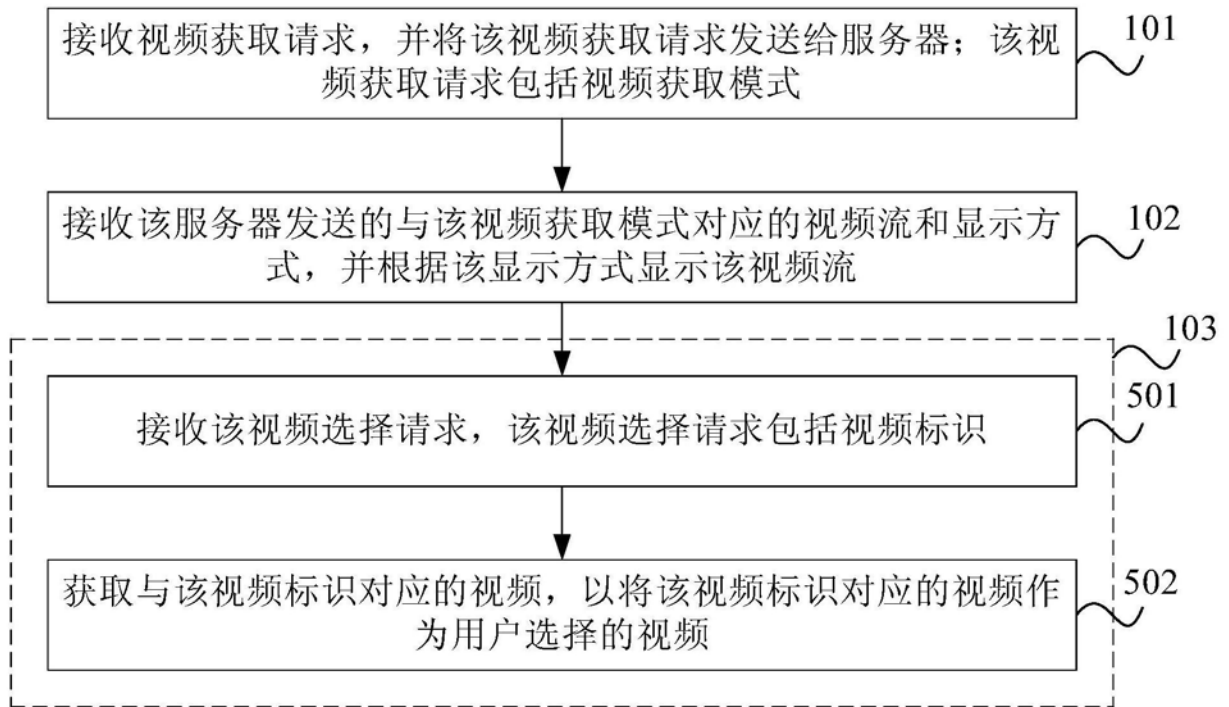 接收视频获取请求，并将该视频获取请求发送给服务器；该视
频获取请求包括视频获取模式
101
接收该服务器发送的与该视频获取模式对应的视频流和显示方
式，并根据该显示方式显示该视频流
102
103
接收该视频选择请求，该视频选择请求包括视频标识
501
获取与该视频标识对应的视频，以将该视频标识对应的视频作
为用户选择的视频
502